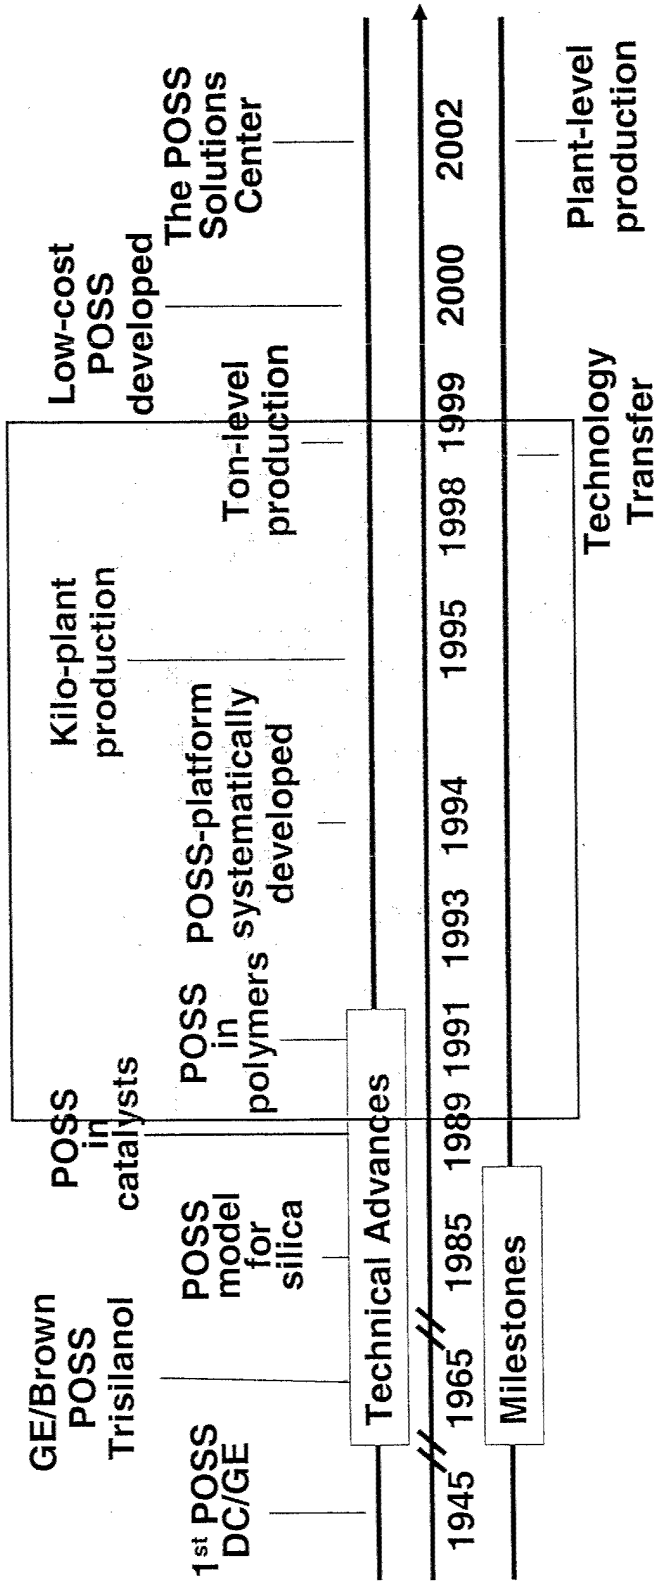 1st POSS
DC/GE
GE/Brown
POSS
Trisilanol
POSS
model
for
silica
POSS
in
catalysts
POSS
in
polymers
POSS-platform
systematically
developed
Kilo-plant
production
Ton-level
production
Low-cost
POSS
developed
The POSS
Solutions
Center
Technical Advances
1945 1965 1985 1989 1991 1993 1994 1995 1998 1999 2000 2002
Milestones
Technology
Transfer
Plant-level
production